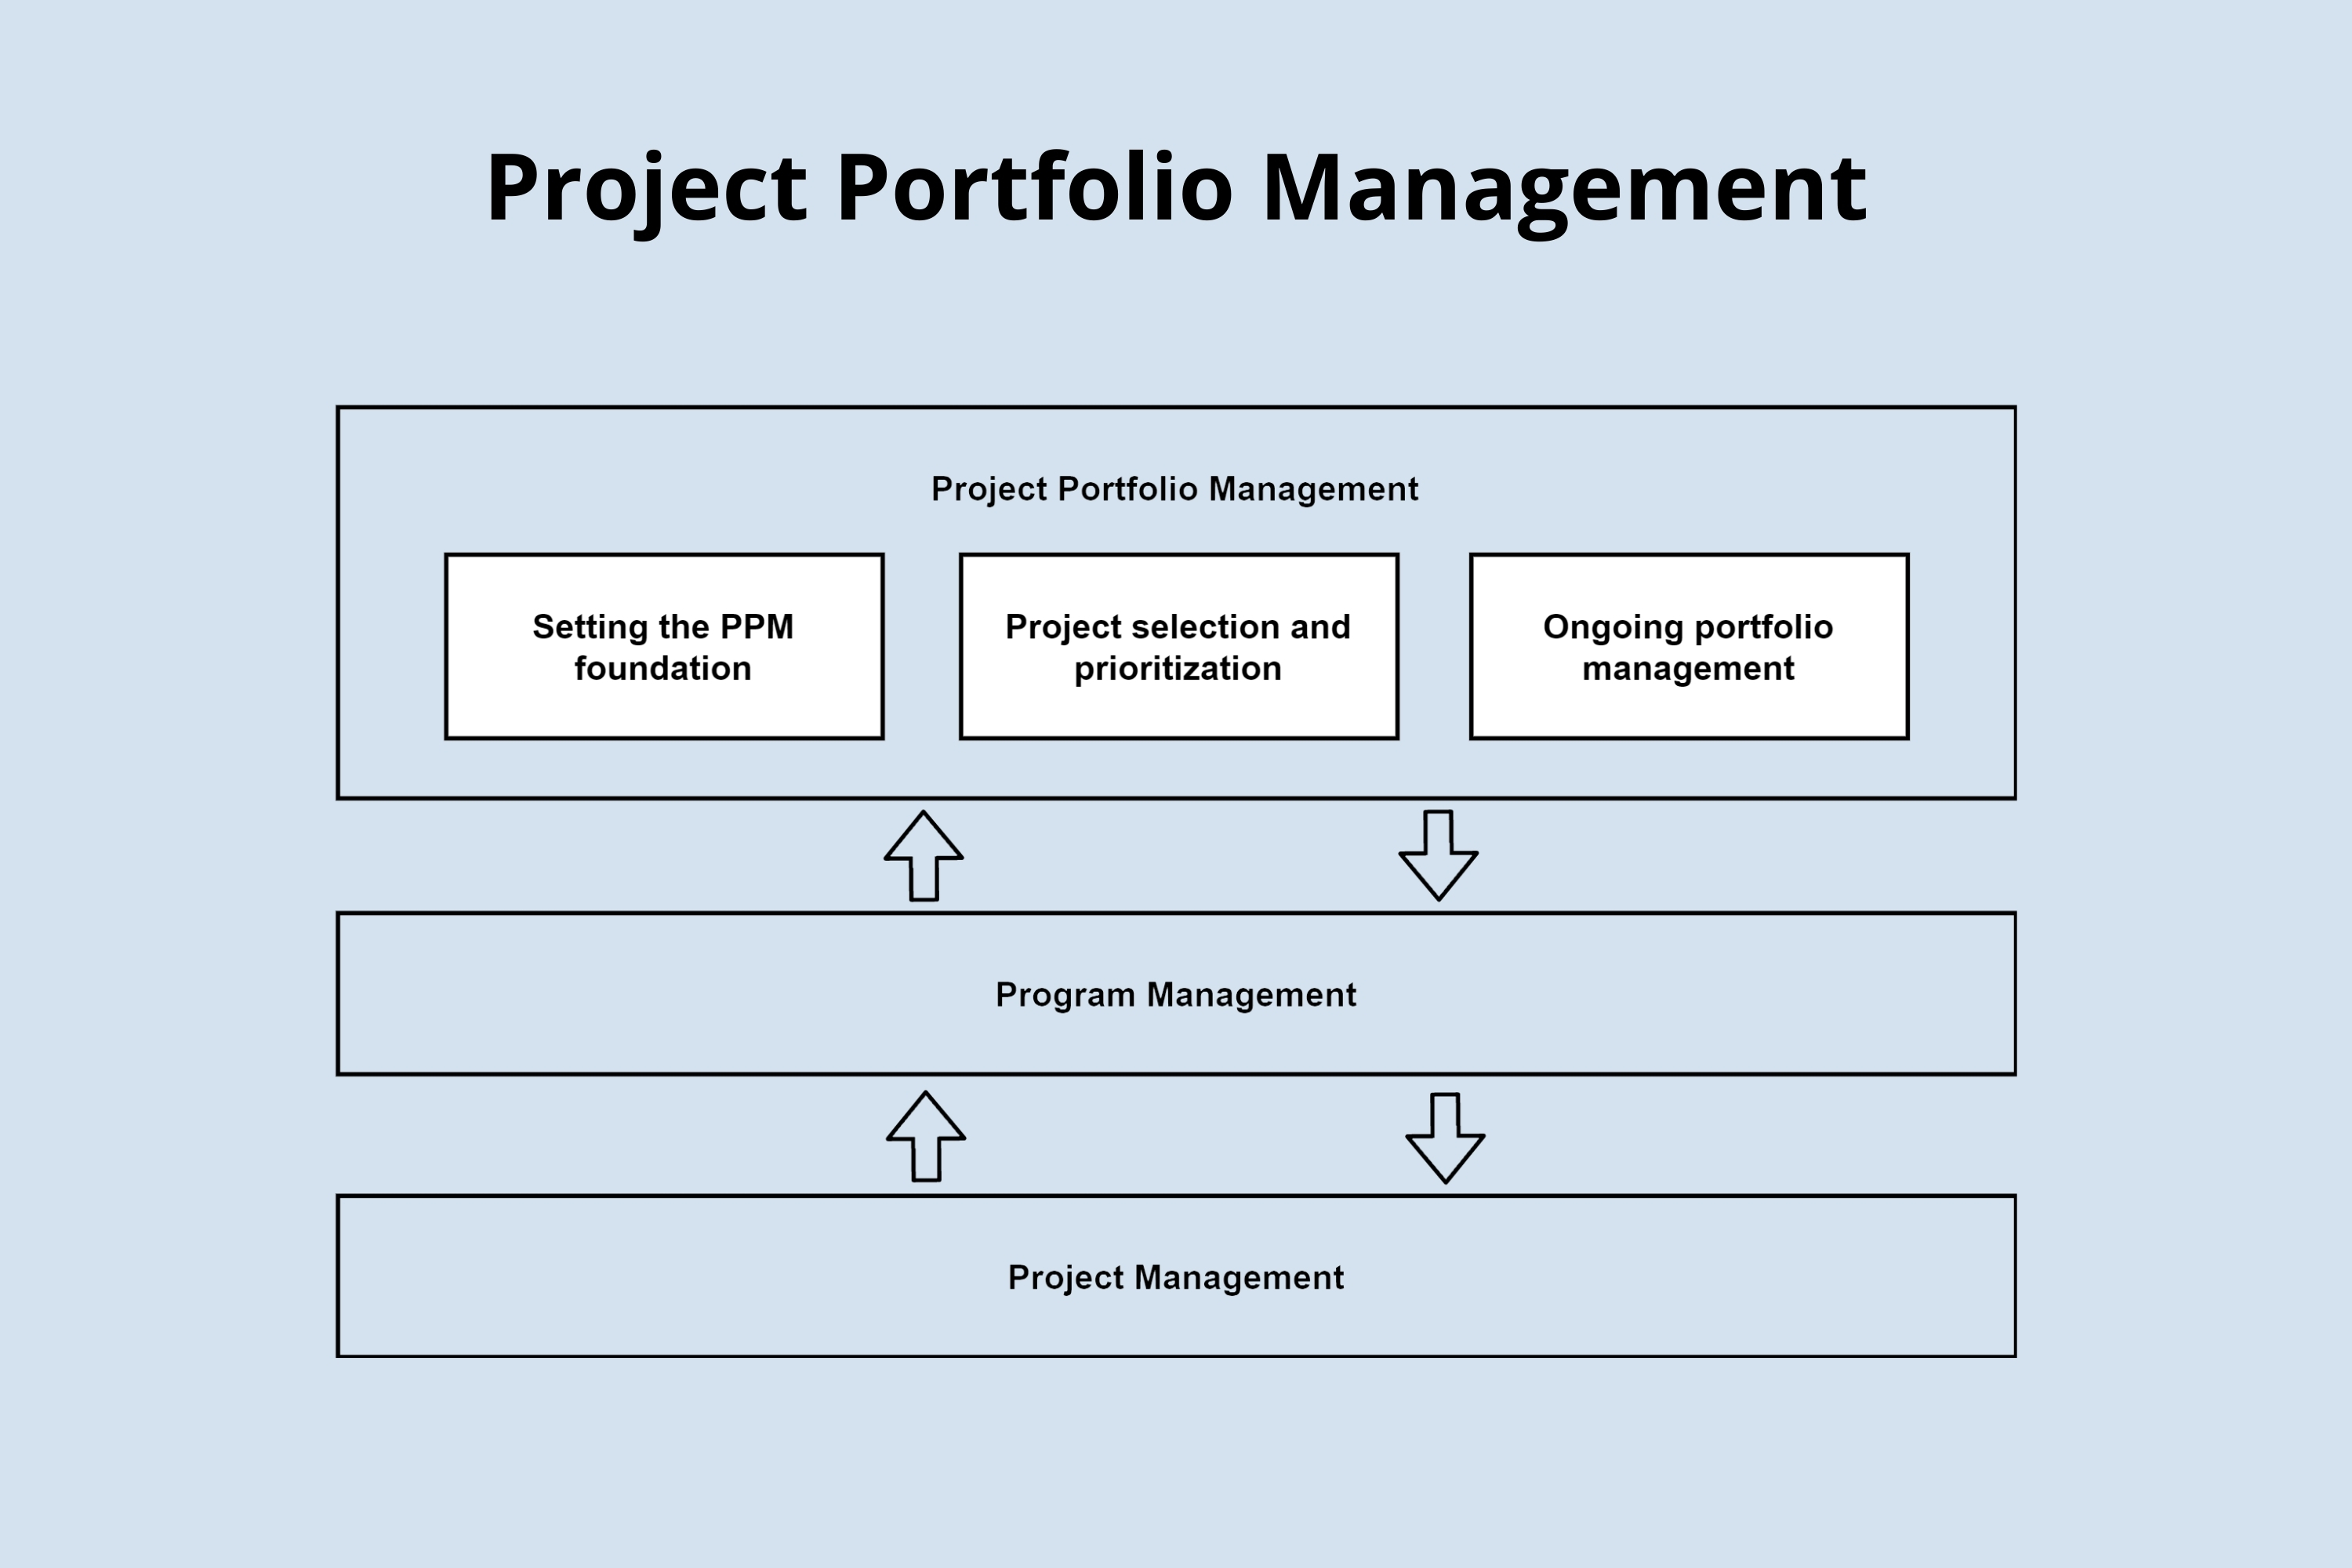 Project Portfolio Management
Project Portfolio Management
Setting the PPM
foundation
Project selection and
prioritization
Ongoing portfolio
management
Program Management
Project Management